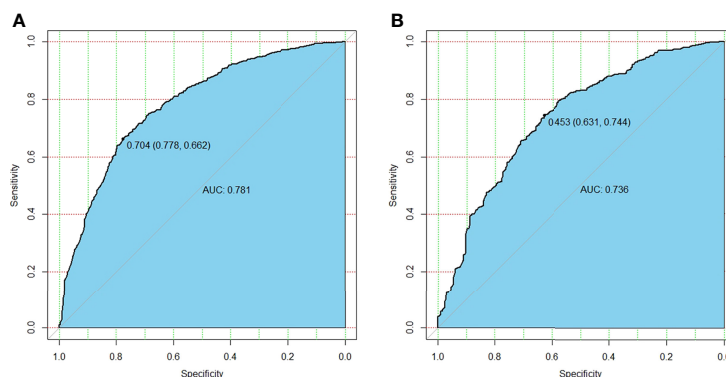 A
1.0
0.8
0.6
0.4
0.2
0.0
Sensitivity
0.704 (0.778, 0.662)
AUC: 0.781
1.0 0.8 0.6 0.4 0.2 0.0
Specificity
B
1.0
0.8
0.6
0.4
0.2
0.0
Sensitivity
0.453 (0.631, 0.744)
AUC: 0.736
1.0 0.8 0.6 0.4 0.2 0.0
Specificity